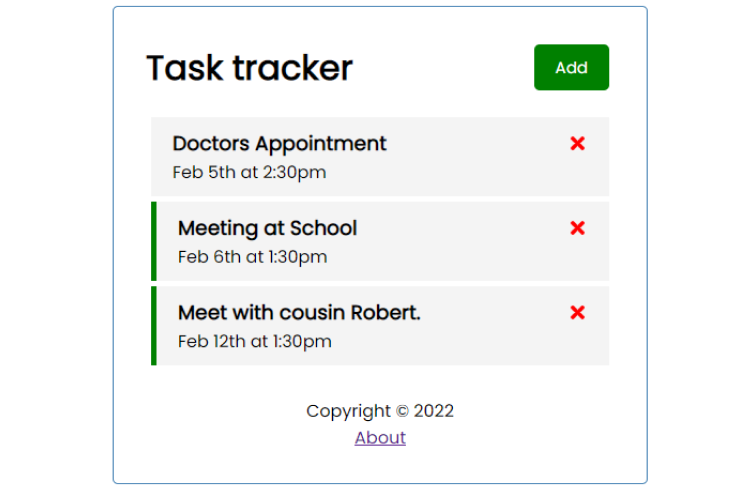 Task tracker
Add
Doctors Appointment
Feb 5th at 2:30pm
Meeting at School
Feb 6th at 1:30pm
Meet with cousin Robert.
Feb 12th at 1:30pm
Copyright © 2022
About